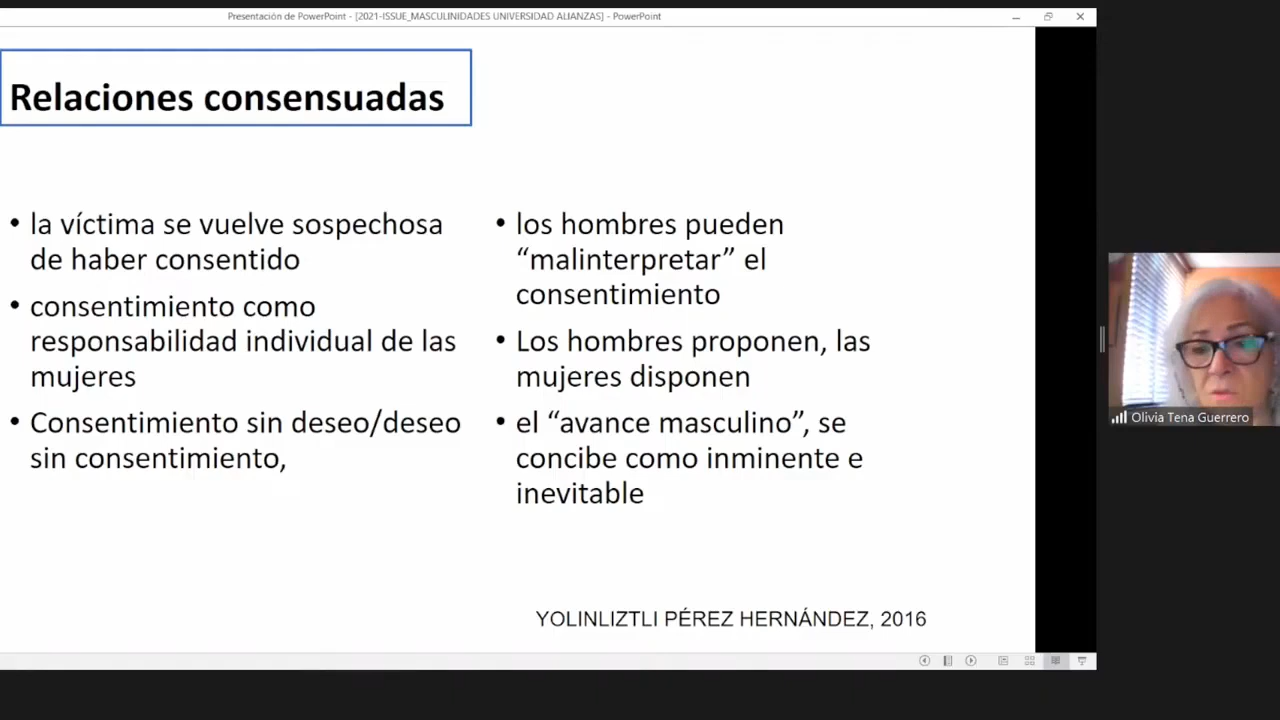 Presentación de PowerPoint - [2021-ISSUE_MASCULINIDADES UNIVERSIDAD ALIANZAS] - PowerPoint
Relaciones consensuadas
• la víctima se vuelve sospechosa
de haber consentido
• consentimiento como
responsabilidad individual de las
mujeres
• Consentimiento sin deseo/deseo
sin consentimiento,
• los hombres pueden
“malinterpretar” el
consentimiento
• Los hombres proponen, las
mujeres disponen
• el “avance masculino”, se
concibe como inminente e
inevitable
YOLINLIZTLI PÉREZ HERNÁNDEZ, 2016
Olivia Tena Guerrero